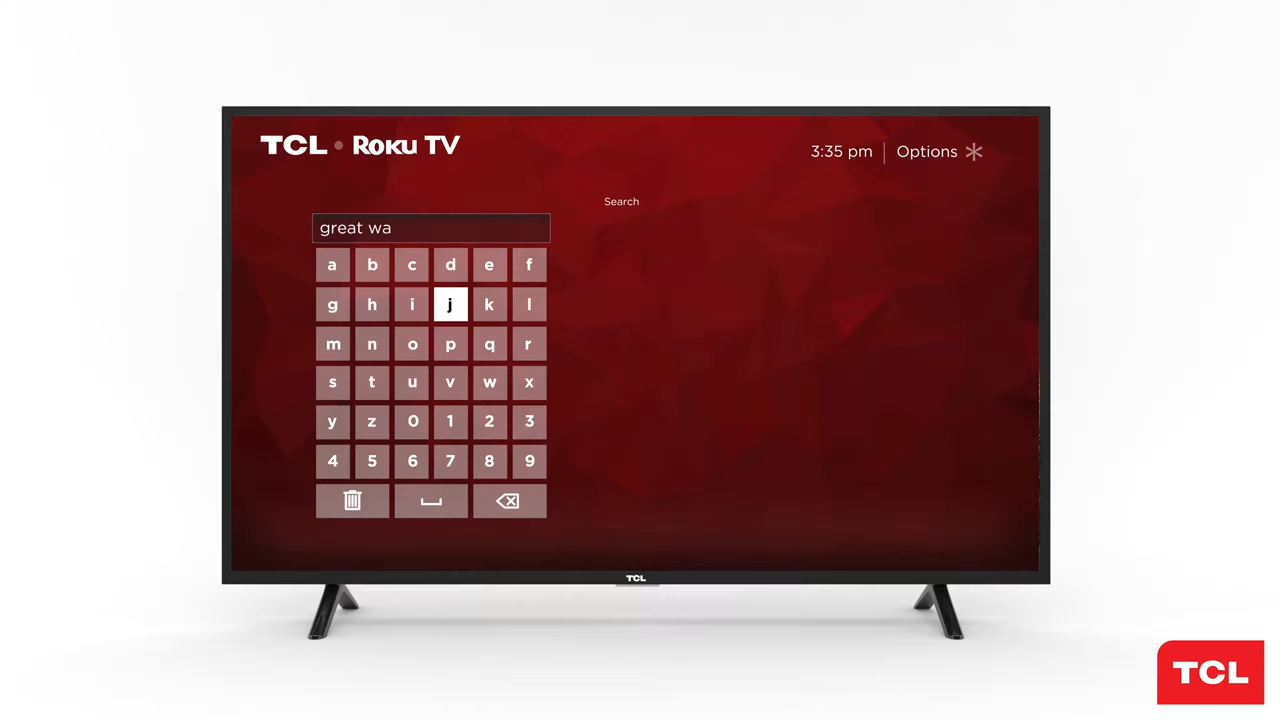 TCL • Roku TV
3:35 pm | Options
Search
great wa
a b c d e f
g h i j k l
m n o p q r
s t u v w x
y z 0 1 2 3
4 5 6 7 8 9
TCL
TCL